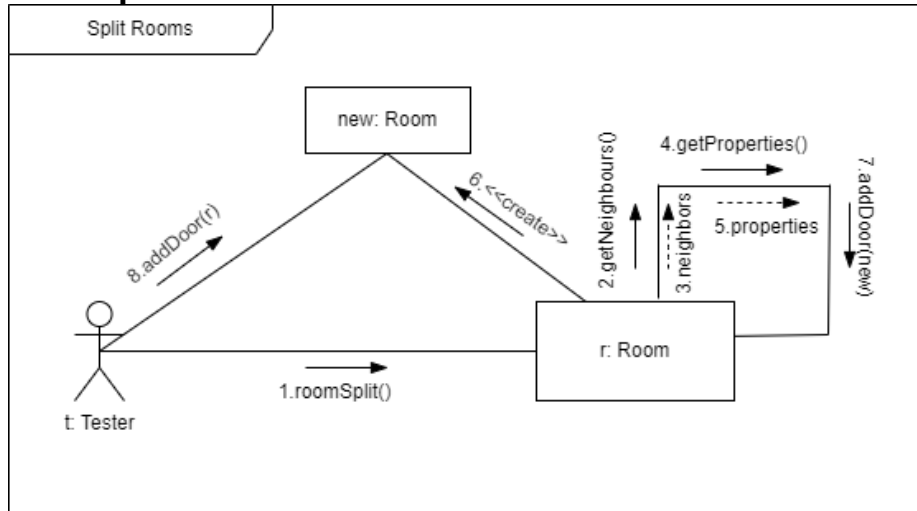 Split Rooms
new: Room
4.getProperties()
2.getNeighbours()
3.neighbors
5.properties
7.addDoor(new)
6.<<create>>
8.addDoor(r)
r: Room
1.roomSplit()
t: Tester